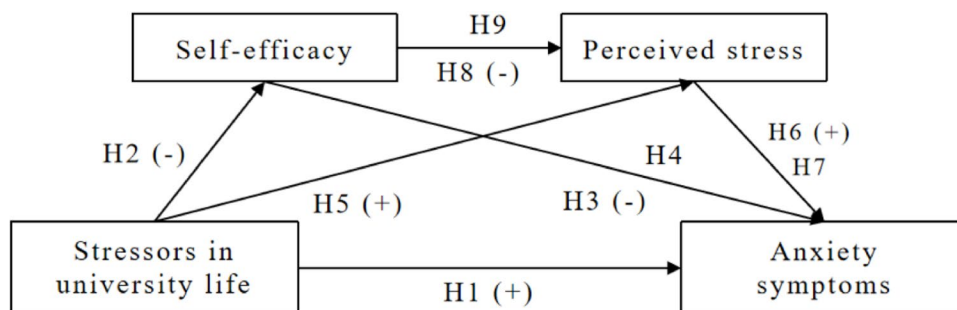 H9
Self-efficacy
Perceived stress
H8 (-)
H2 (-)
H4
H6 (+)
H7
H5 (+)
H3 (-)
Stressors in
university life
H1 (+)
Anxiety
symptoms